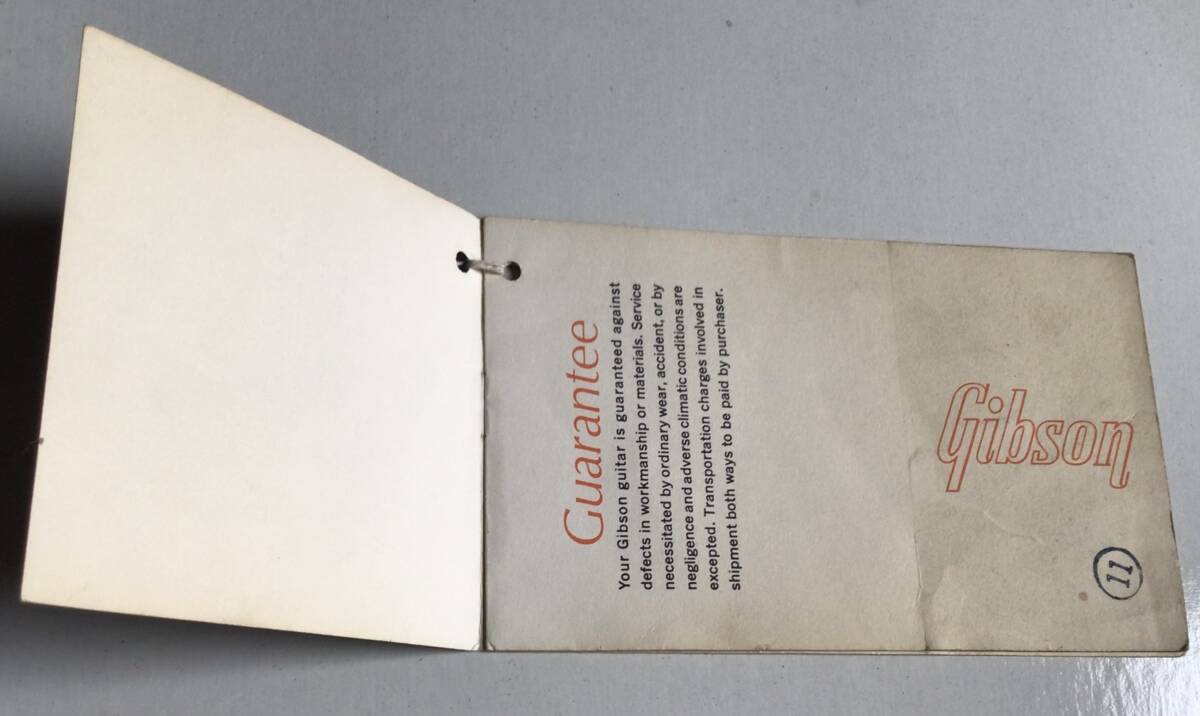 Guarantee
Your Gibson guitar is guaranteed against
defects in workmanship or materials. Service
necessitated by ordinary wear, accident, or by
negligence and adverse climatic conditions are
excepted. Transportation charges involved in
shipment both ways to be paid by purchaser.
Gibson
11